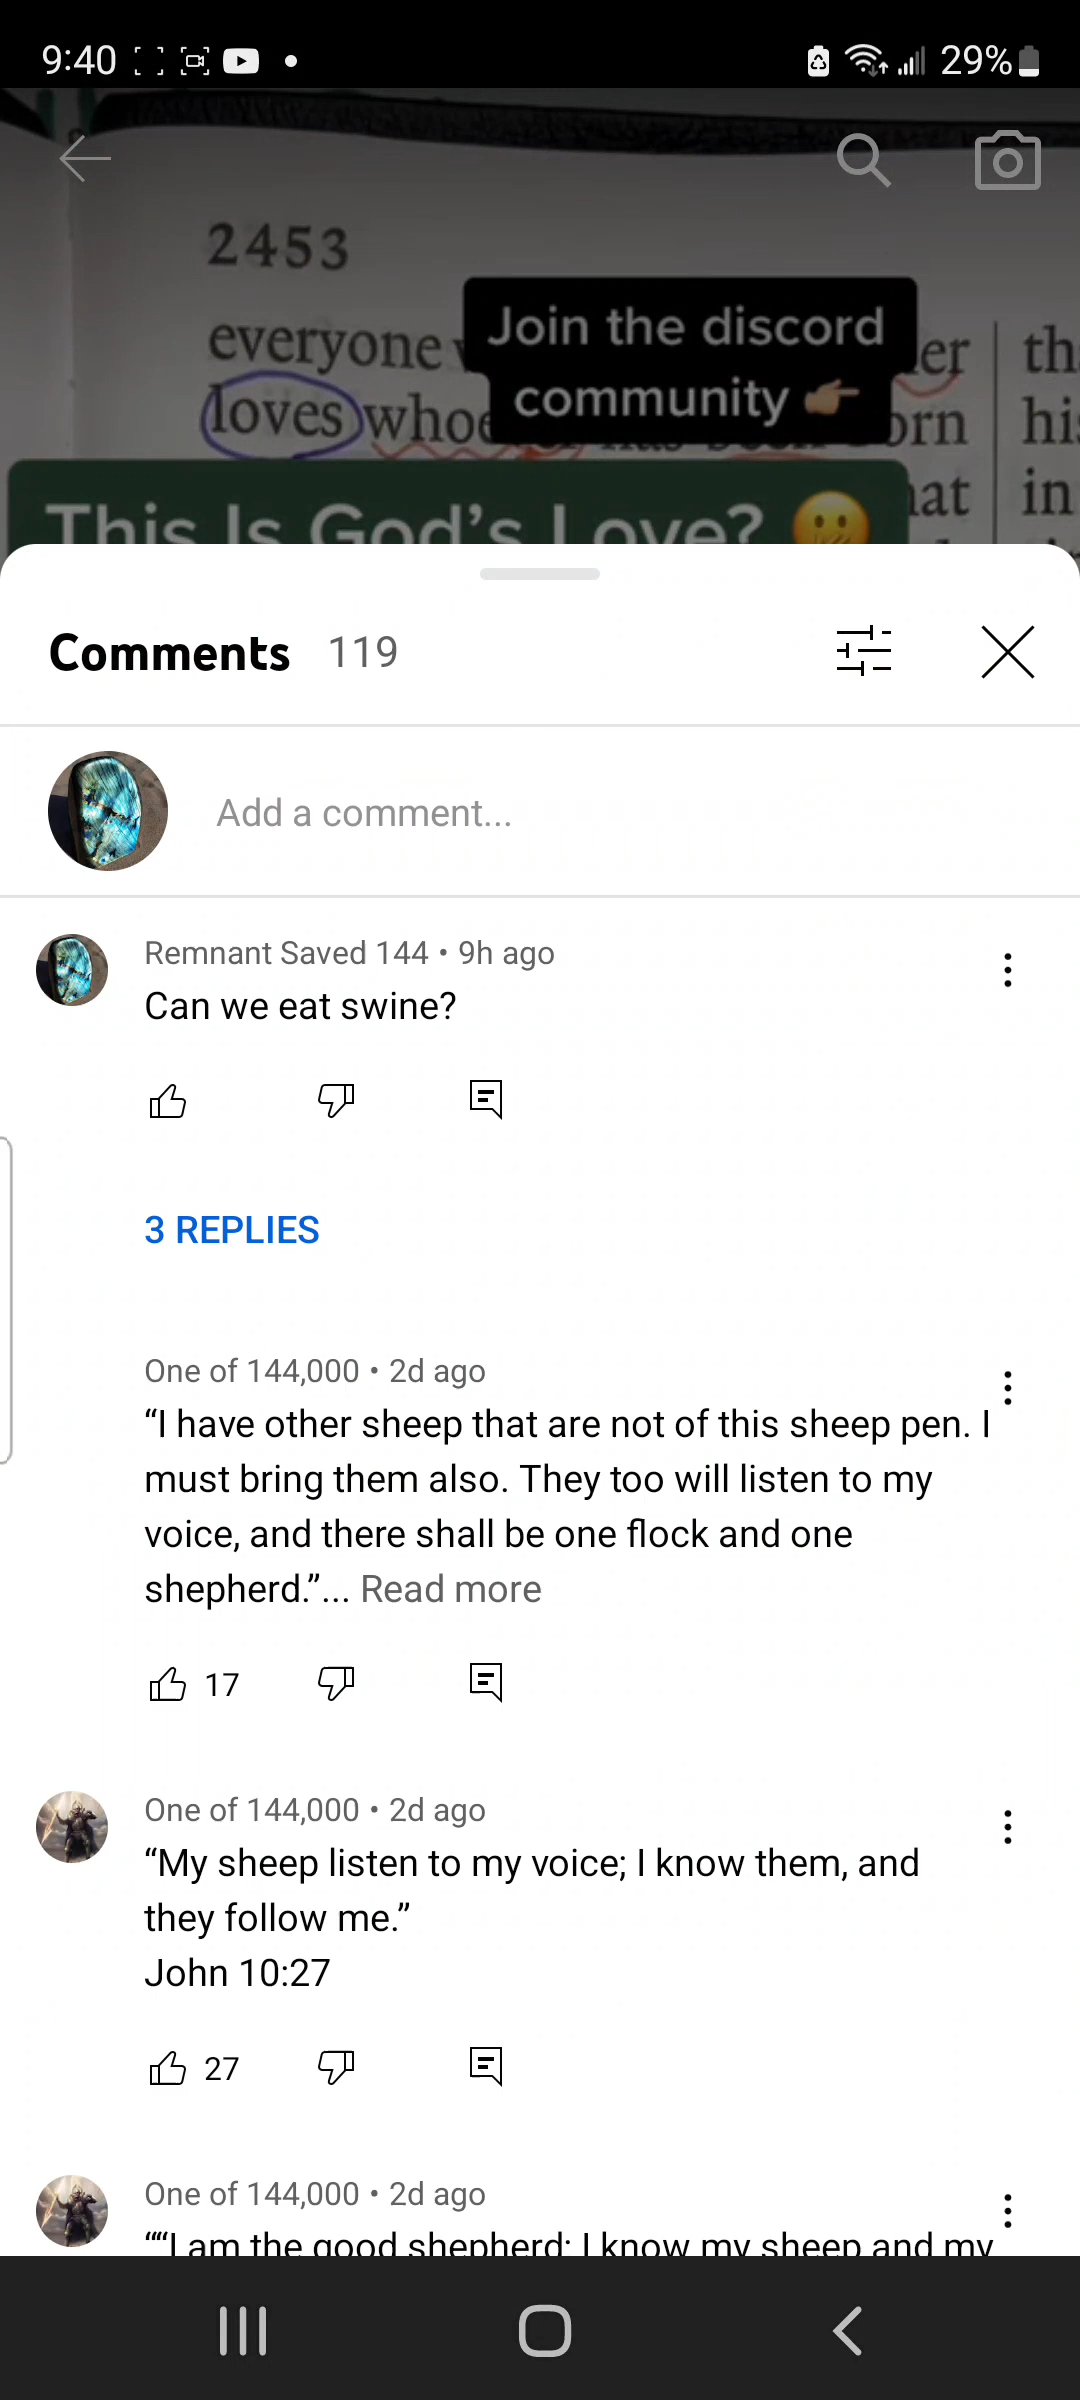 9:40
29%
2453
everyone
Join the discord
er
th
loves whoe
community
orn
his
This Is God's Love?
hat
in
Comments 119
Add a comment...
Remnant Saved 144 • 9h ago
Can we eat swine?
3 REPLIES
One of 144,000 • 2d ago
“I have other sheep that are not of this sheep pen. I
must bring them also. They too will listen to my
voice, and there shall be one flock and one
shepherd.”... Read more
17
One of 144,000 • 2d ago
“My sheep listen to my voice; I know them, and
they follow me.”
John 10:27
27
One of 144,000 • 2d ago
““I am the good shepherd; I know my sheep and my